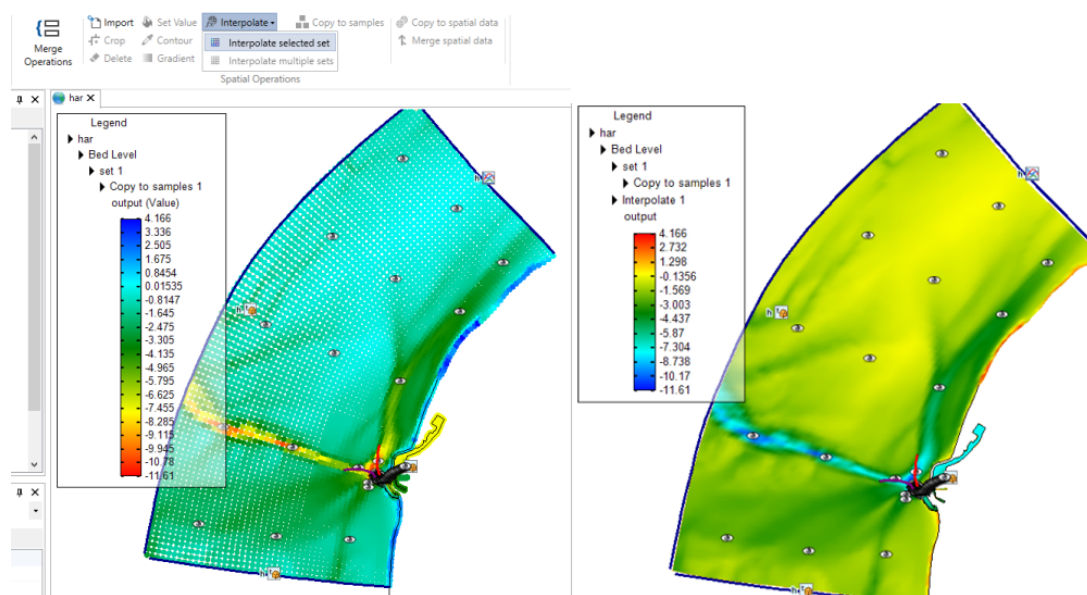 Import Set Value Interpolate Copy to samples Copy to spatial data
Merge Operations
Crop Contour Interpolate selected set Merge spatial data
Delete Gradient Interpolate multiple sets
Spatial Operations
har
Legend
har
Bed Level
set 1
Copy to samples 1
output (Value)
4.166
3.336
2.505
1.675
0.8454
0.01535
-0.8147
-1.645
-2.475
-3.305
-4.135
-4.965
-5.795
-6.625
-7.455
-8.285
-9.115
-9.945
-10.78
-11.61
h
h
h
Legend
har
Bed Level
set 1
Copy to samples 1
Interpolate 1
output
4.166
2.732
1.298
-0.1356
-1.569
-3.003
-4.437
-5.87
-7.304
-8.738
-10.17
-11.61
h
h
h